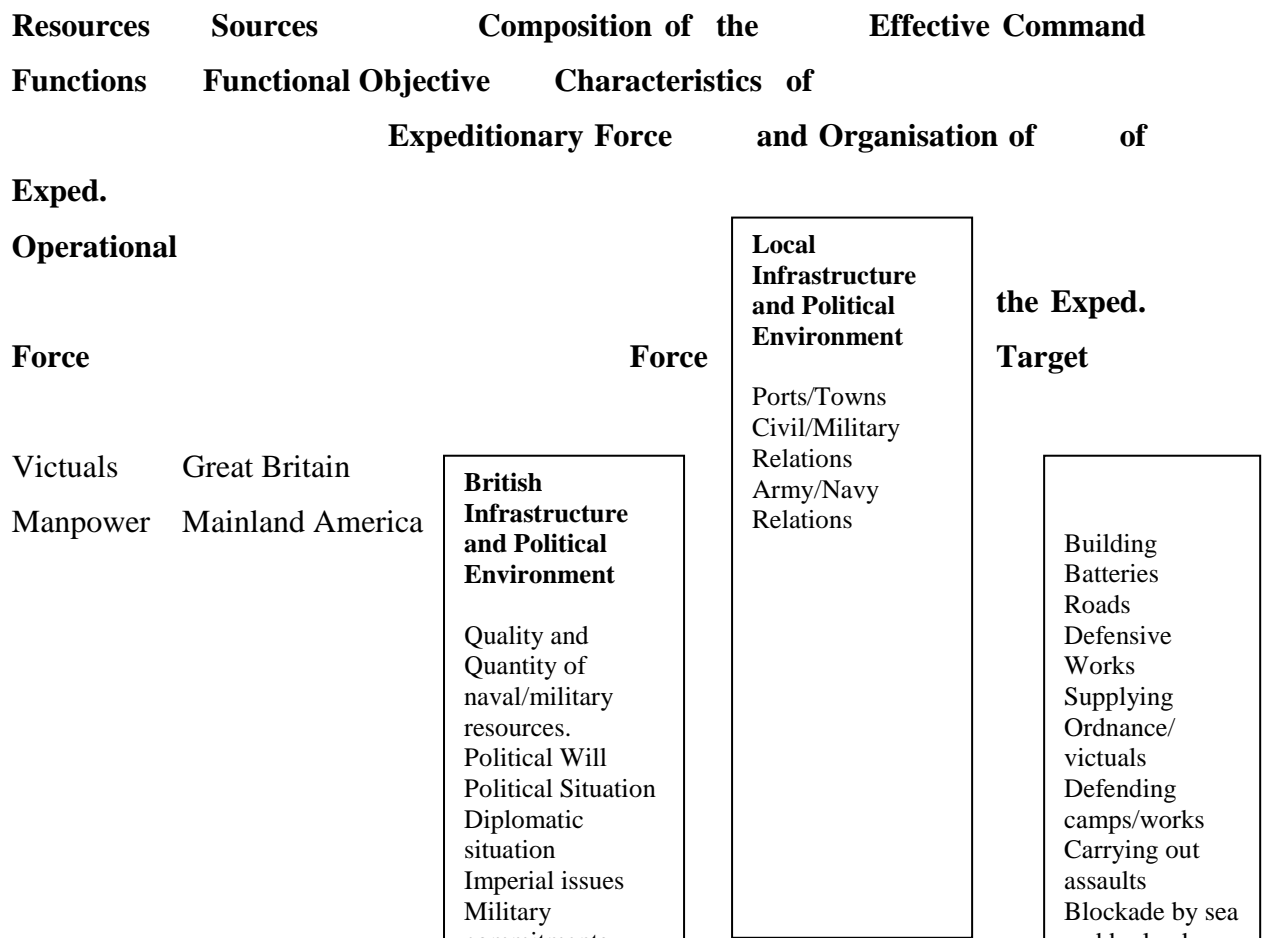 Resources Sources Composition of the Effective Command
Functions Functional Objective Characteristics of
Expeditionary Force and Organisation of of
Exped.
Operational
the Exped.
Force Force Target
Victuals Great Britain
Manpower Mainland America
British
Infrastructure
and Political
Environment
Quality and
Quantity of
naval/military
resources.
Political Will
Political Situation
Diplomatic
situation
Imperial issues
Military
Local
Infrastructure
and Political
Environment
Ports/Towns
Civil/Military
Relations
Army/Navy
Relations
Building
Batteries
Roads
Defensive
Works
Supplying
Ordnance/
victuals
Defending
camps/works
Carrying out
assaults
Blockade by sea